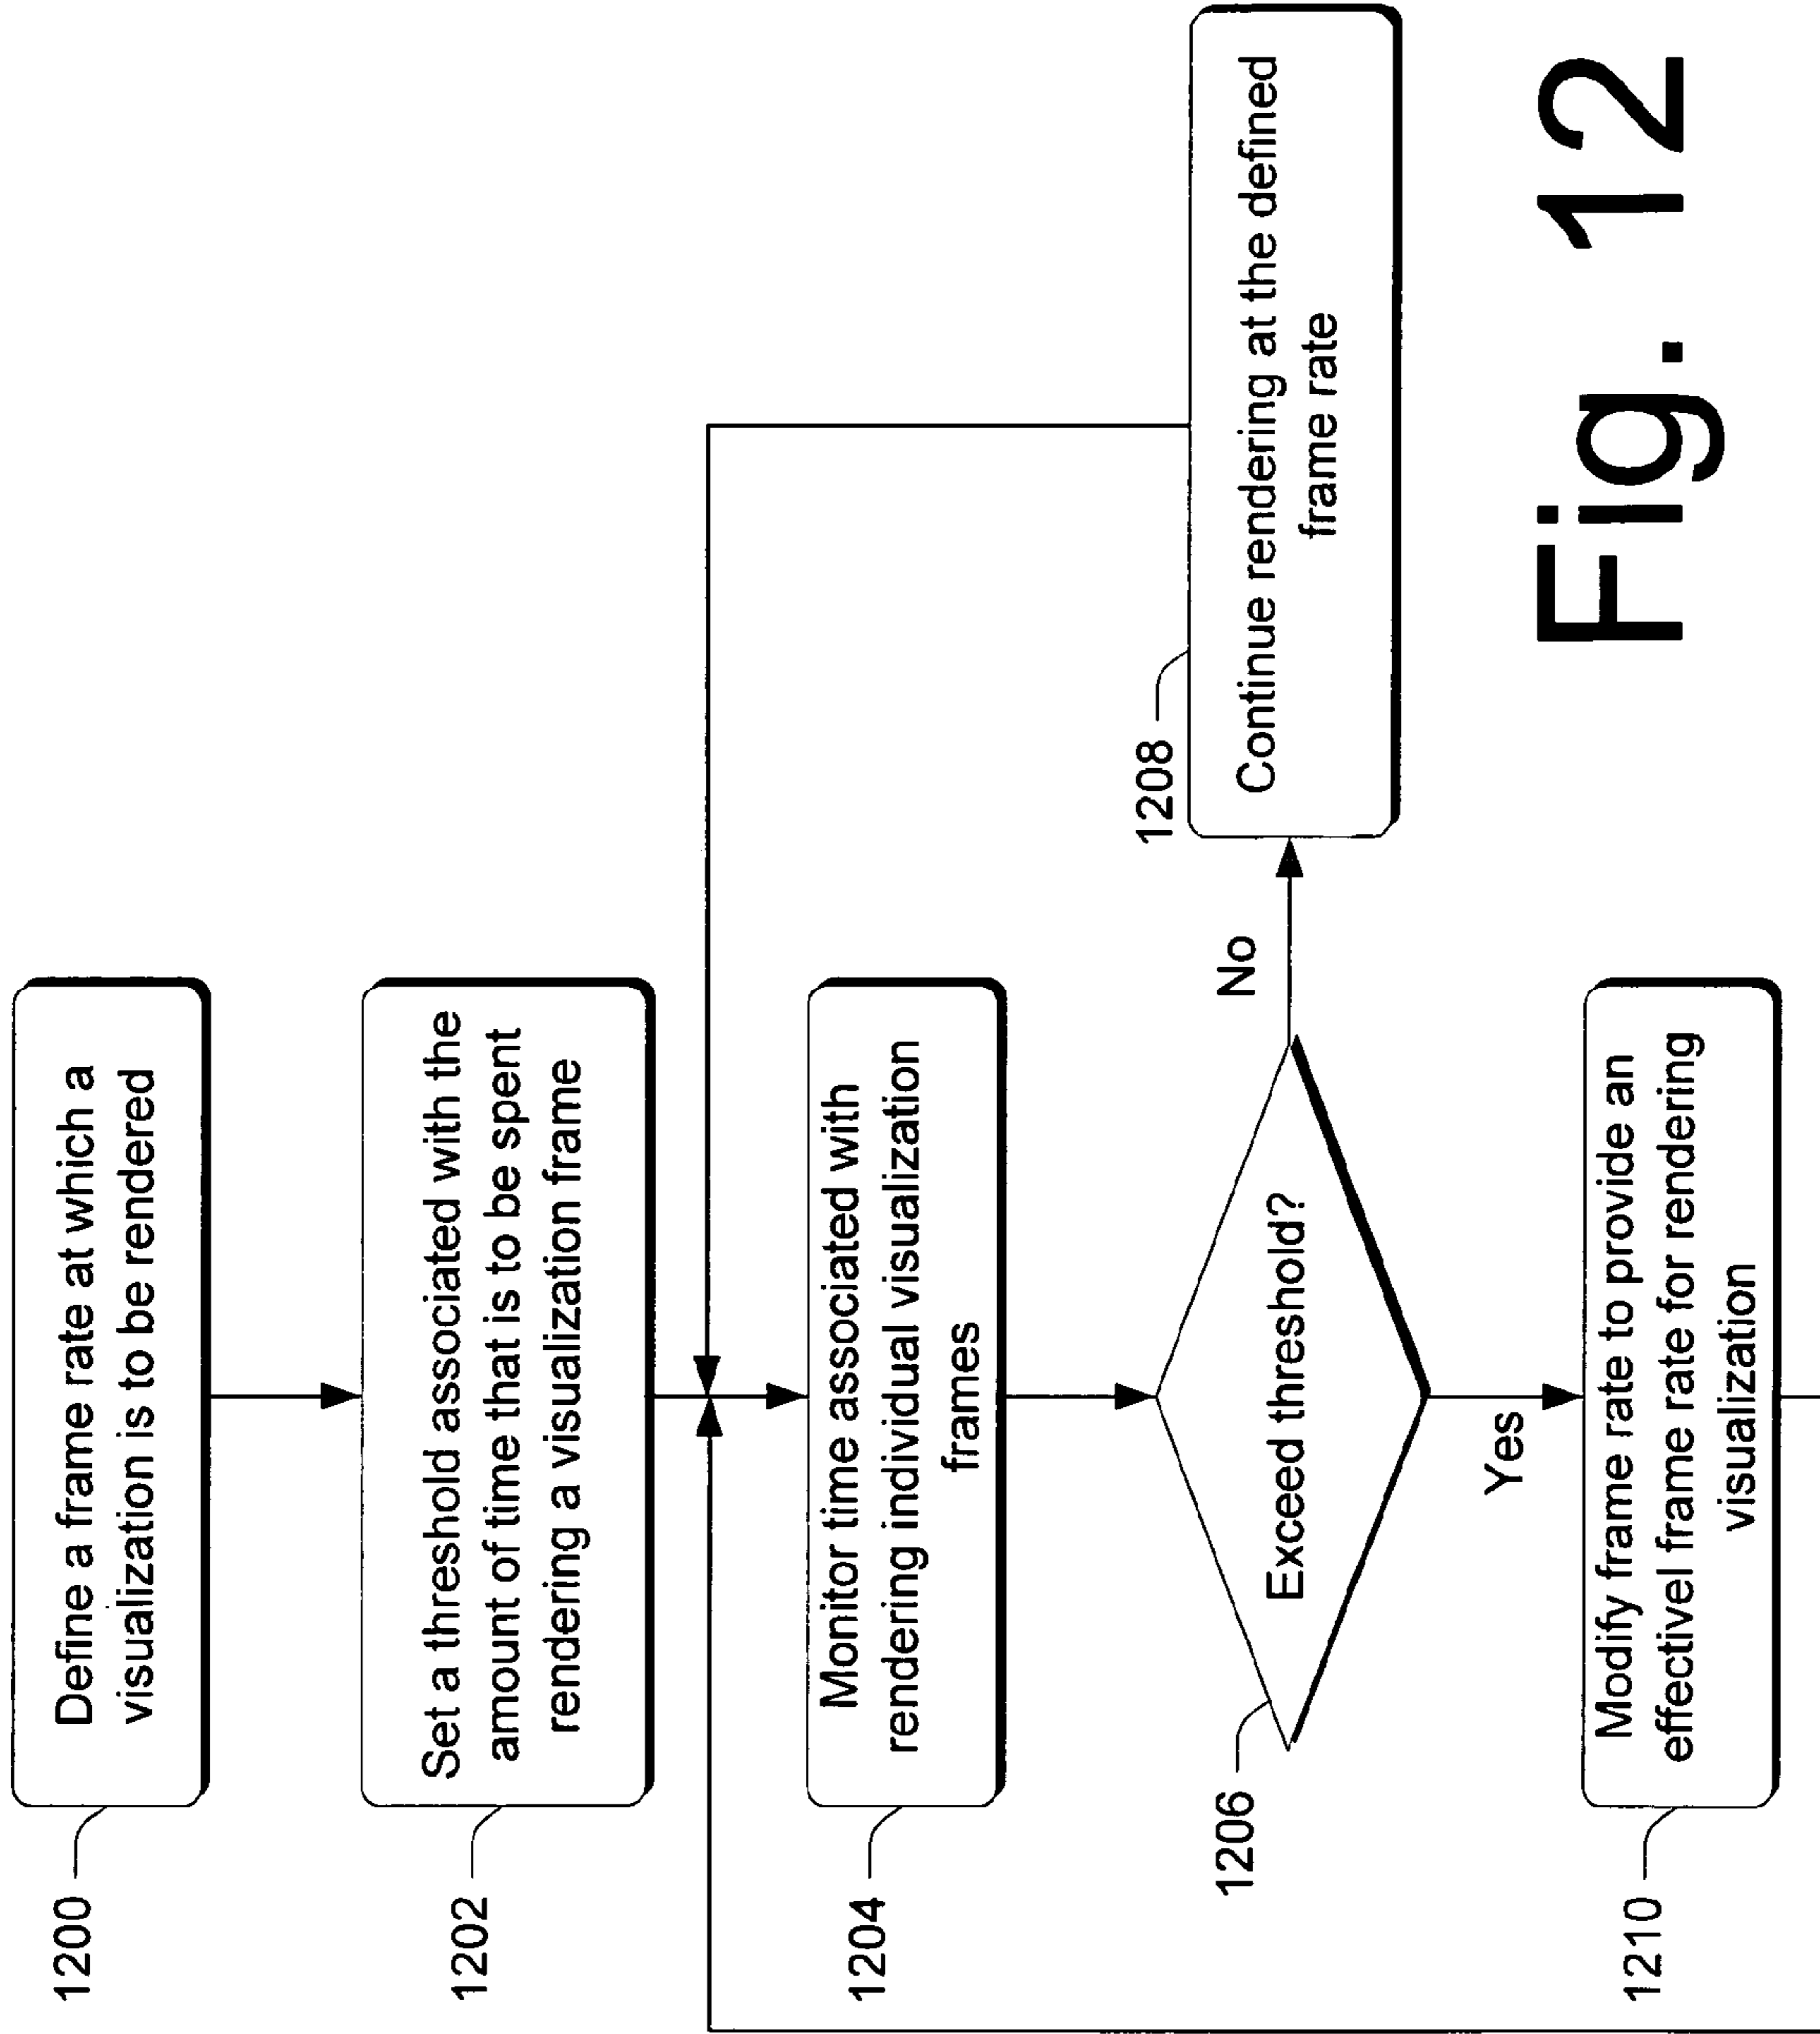 1200
Define a frame rate at which a
visualization is to be rendered
1202
Set a threshold associated with the
amount of time that is to be spent
rendering a visualization frame
1204
Monitor time associated with
rendering individual visualization
frames
1206
Exceed threshold?
No
1208
Continue rendering at the defined
frame rate
Yes
1210
Modify frame rate to provide an
effectivel frame rate for rendering
visualization
Fig. 12